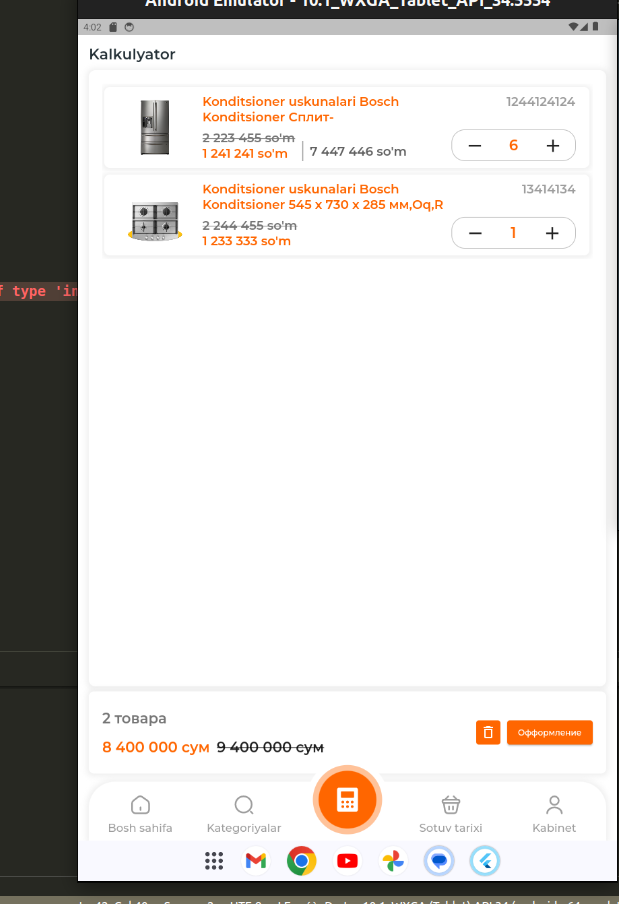 Android Emulator - 10.1_WXGA_Tablet_API_34:5554
4:02
Kalkulyator
Konditsioner uskunalari Bosch
Konditsioner Сплит-
1244124124
2 223 455 so'm
1 241 241 so'm
7 447 446 so'm
6
Konditsioner uskunalari Bosch
Konditsioner 545 x 730 x 285 мм,Oq,R
13414134
2 244 455 so'm
1 233 333 so'm
1
f type 'in
2 товара
8 400 000 сум 9 400 000 сум
Офформление
Bosh sahifa
Kategoriyalar
Sotuv tarixi
Kabinet